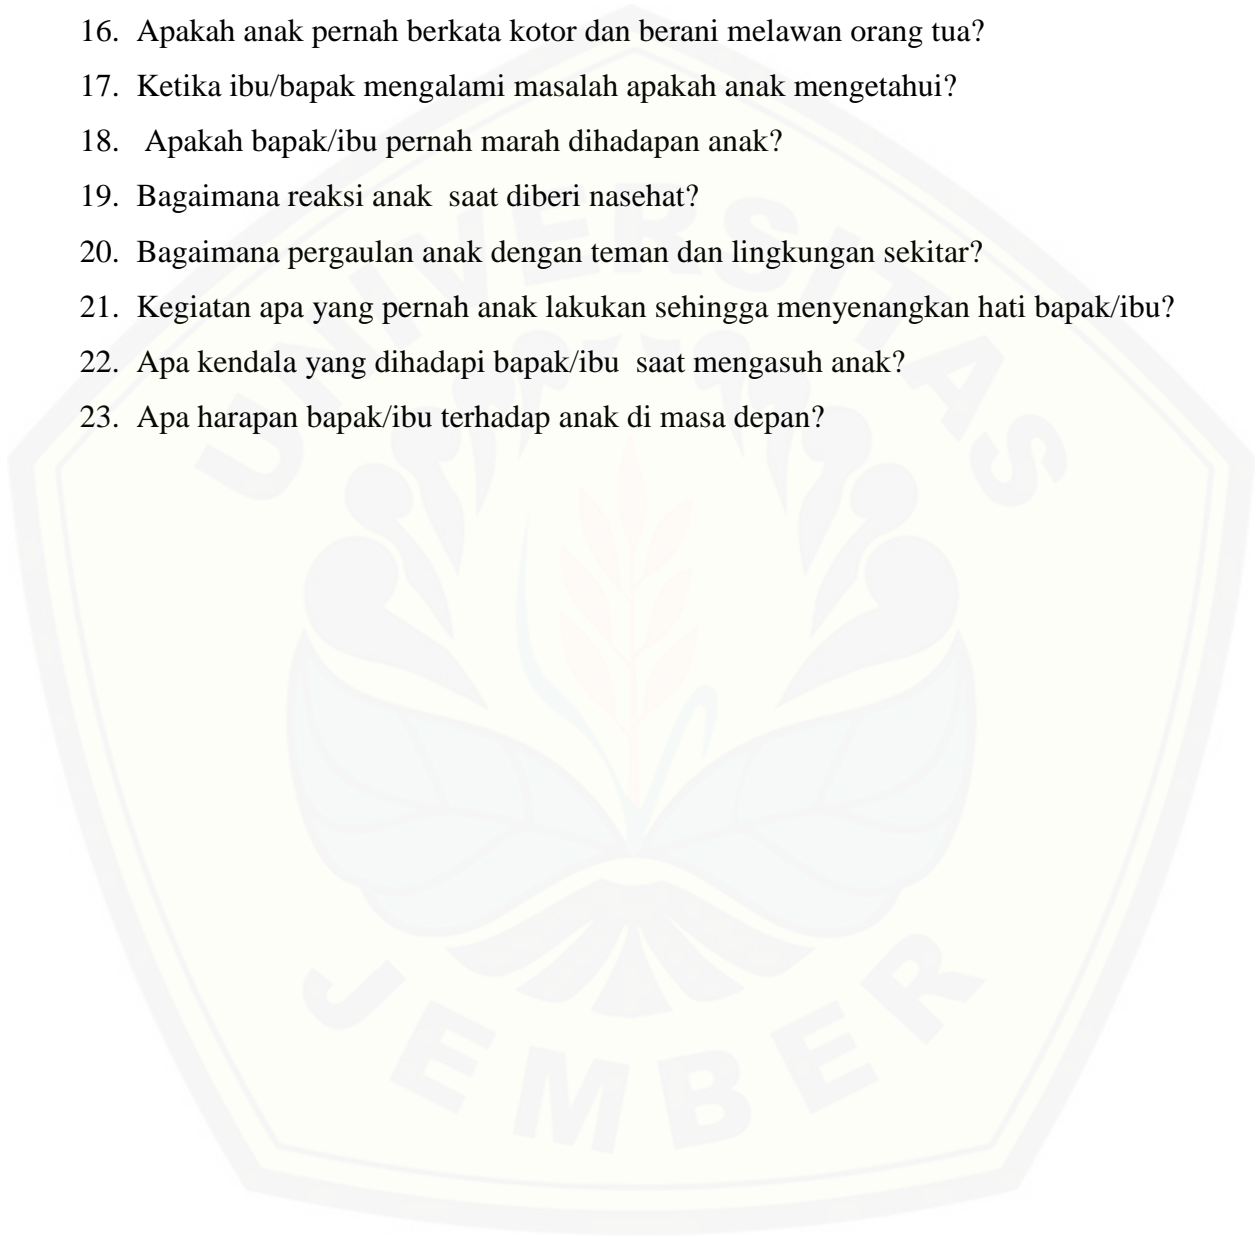 16. Apakah anak pernah berkata kotor dan berani melawan orang tua?
17. Ketika ibu/bapak mengalami masalah apakah anak mengetahui?
18. Apakah bapak/ibu pernah marah dihadapan anak?
19. Bagaimana reaksi anak saat diberi nasehat?
20. Bagaimana pergaulan anak dengan teman dan lingkungan sekitar?
21. Kegiatan apa yang pernah anak lakukan sehingga menyenangkan hati bapak/ibu?
22. Apa kendala yang dihadapi bapak/ibu saat mengasuh anak?
23. Apa harapan bapak/ibu terhadap anak di masa depan?
UNIVERSITAS
JEMBER